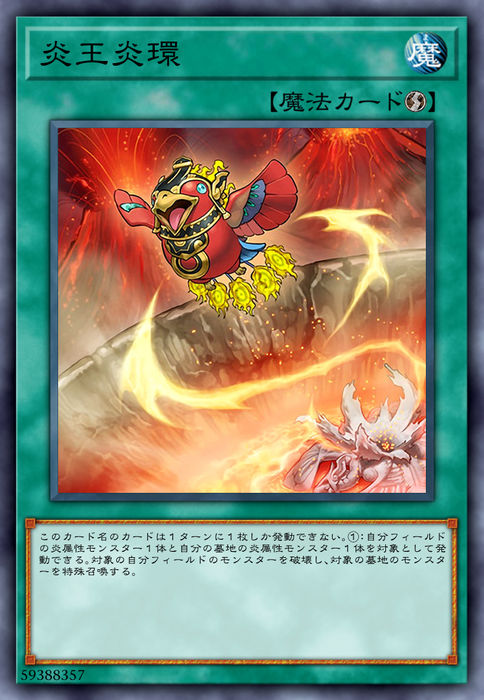 炎王炎環
魔
【魔法カード】
このカード名のカードは１ターンに１枚しか発動できない。①：自分フィールド
の炎属性モンスター１体と自分の墓地の炎属性モンスター１体を対象として発
動できる。対象の自分フィールドのモンスターを破壊し、対象の墓地のモンスタ
ーを特殊召喚する。
59388357